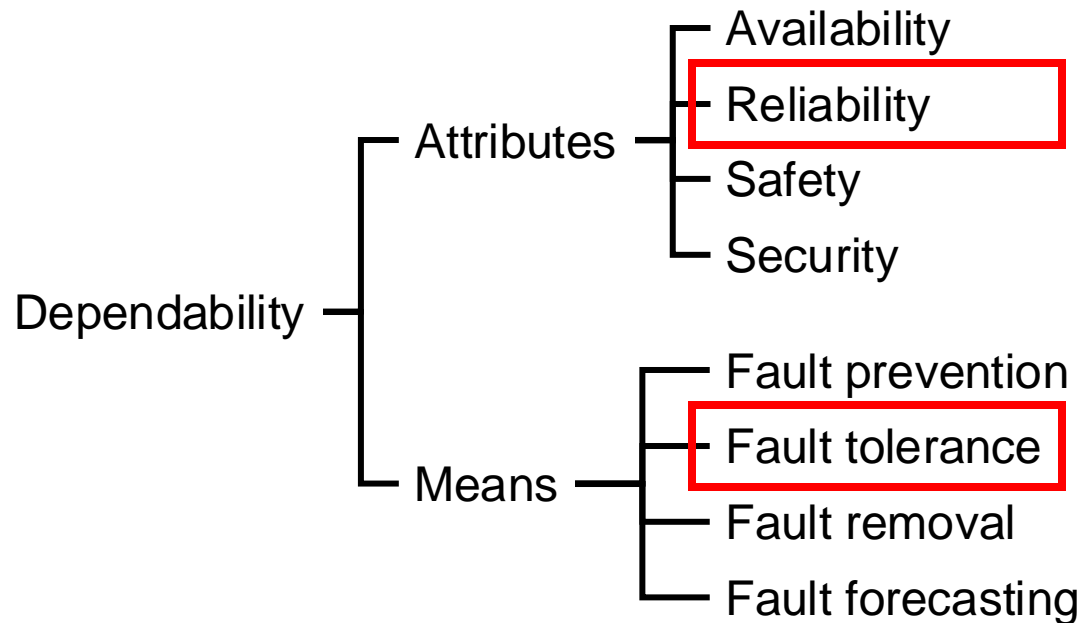 Dependability
Attributes
Availability
Reliability
Safety
Security
Means
Fault prevention
Fault tolerance
Fault removal
Fault forecasting